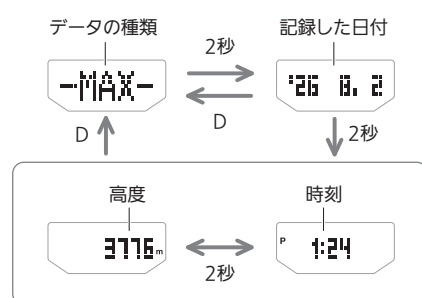 データの種類
記録した日付
2秒
-MAX-
'26 8. 2
D
D
2秒
高度
時刻
3776m
P 1:24
2秒